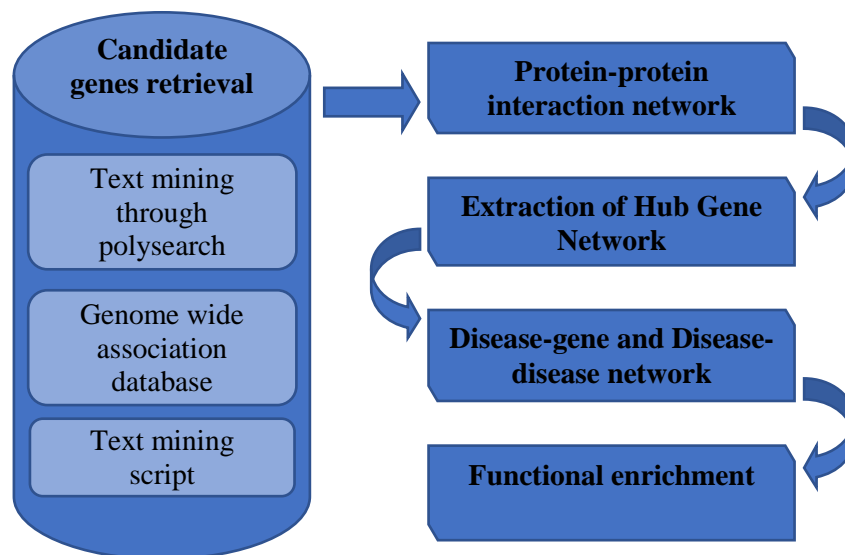 Candidate
genes retrieval
Text mining
through
polysearch
Genome wide
association
database
Text mining
script
Protein-protein
interaction network
Extraction of Hub Gene
Network
Disease-gene and Disease-
disease network
Functional enrichment